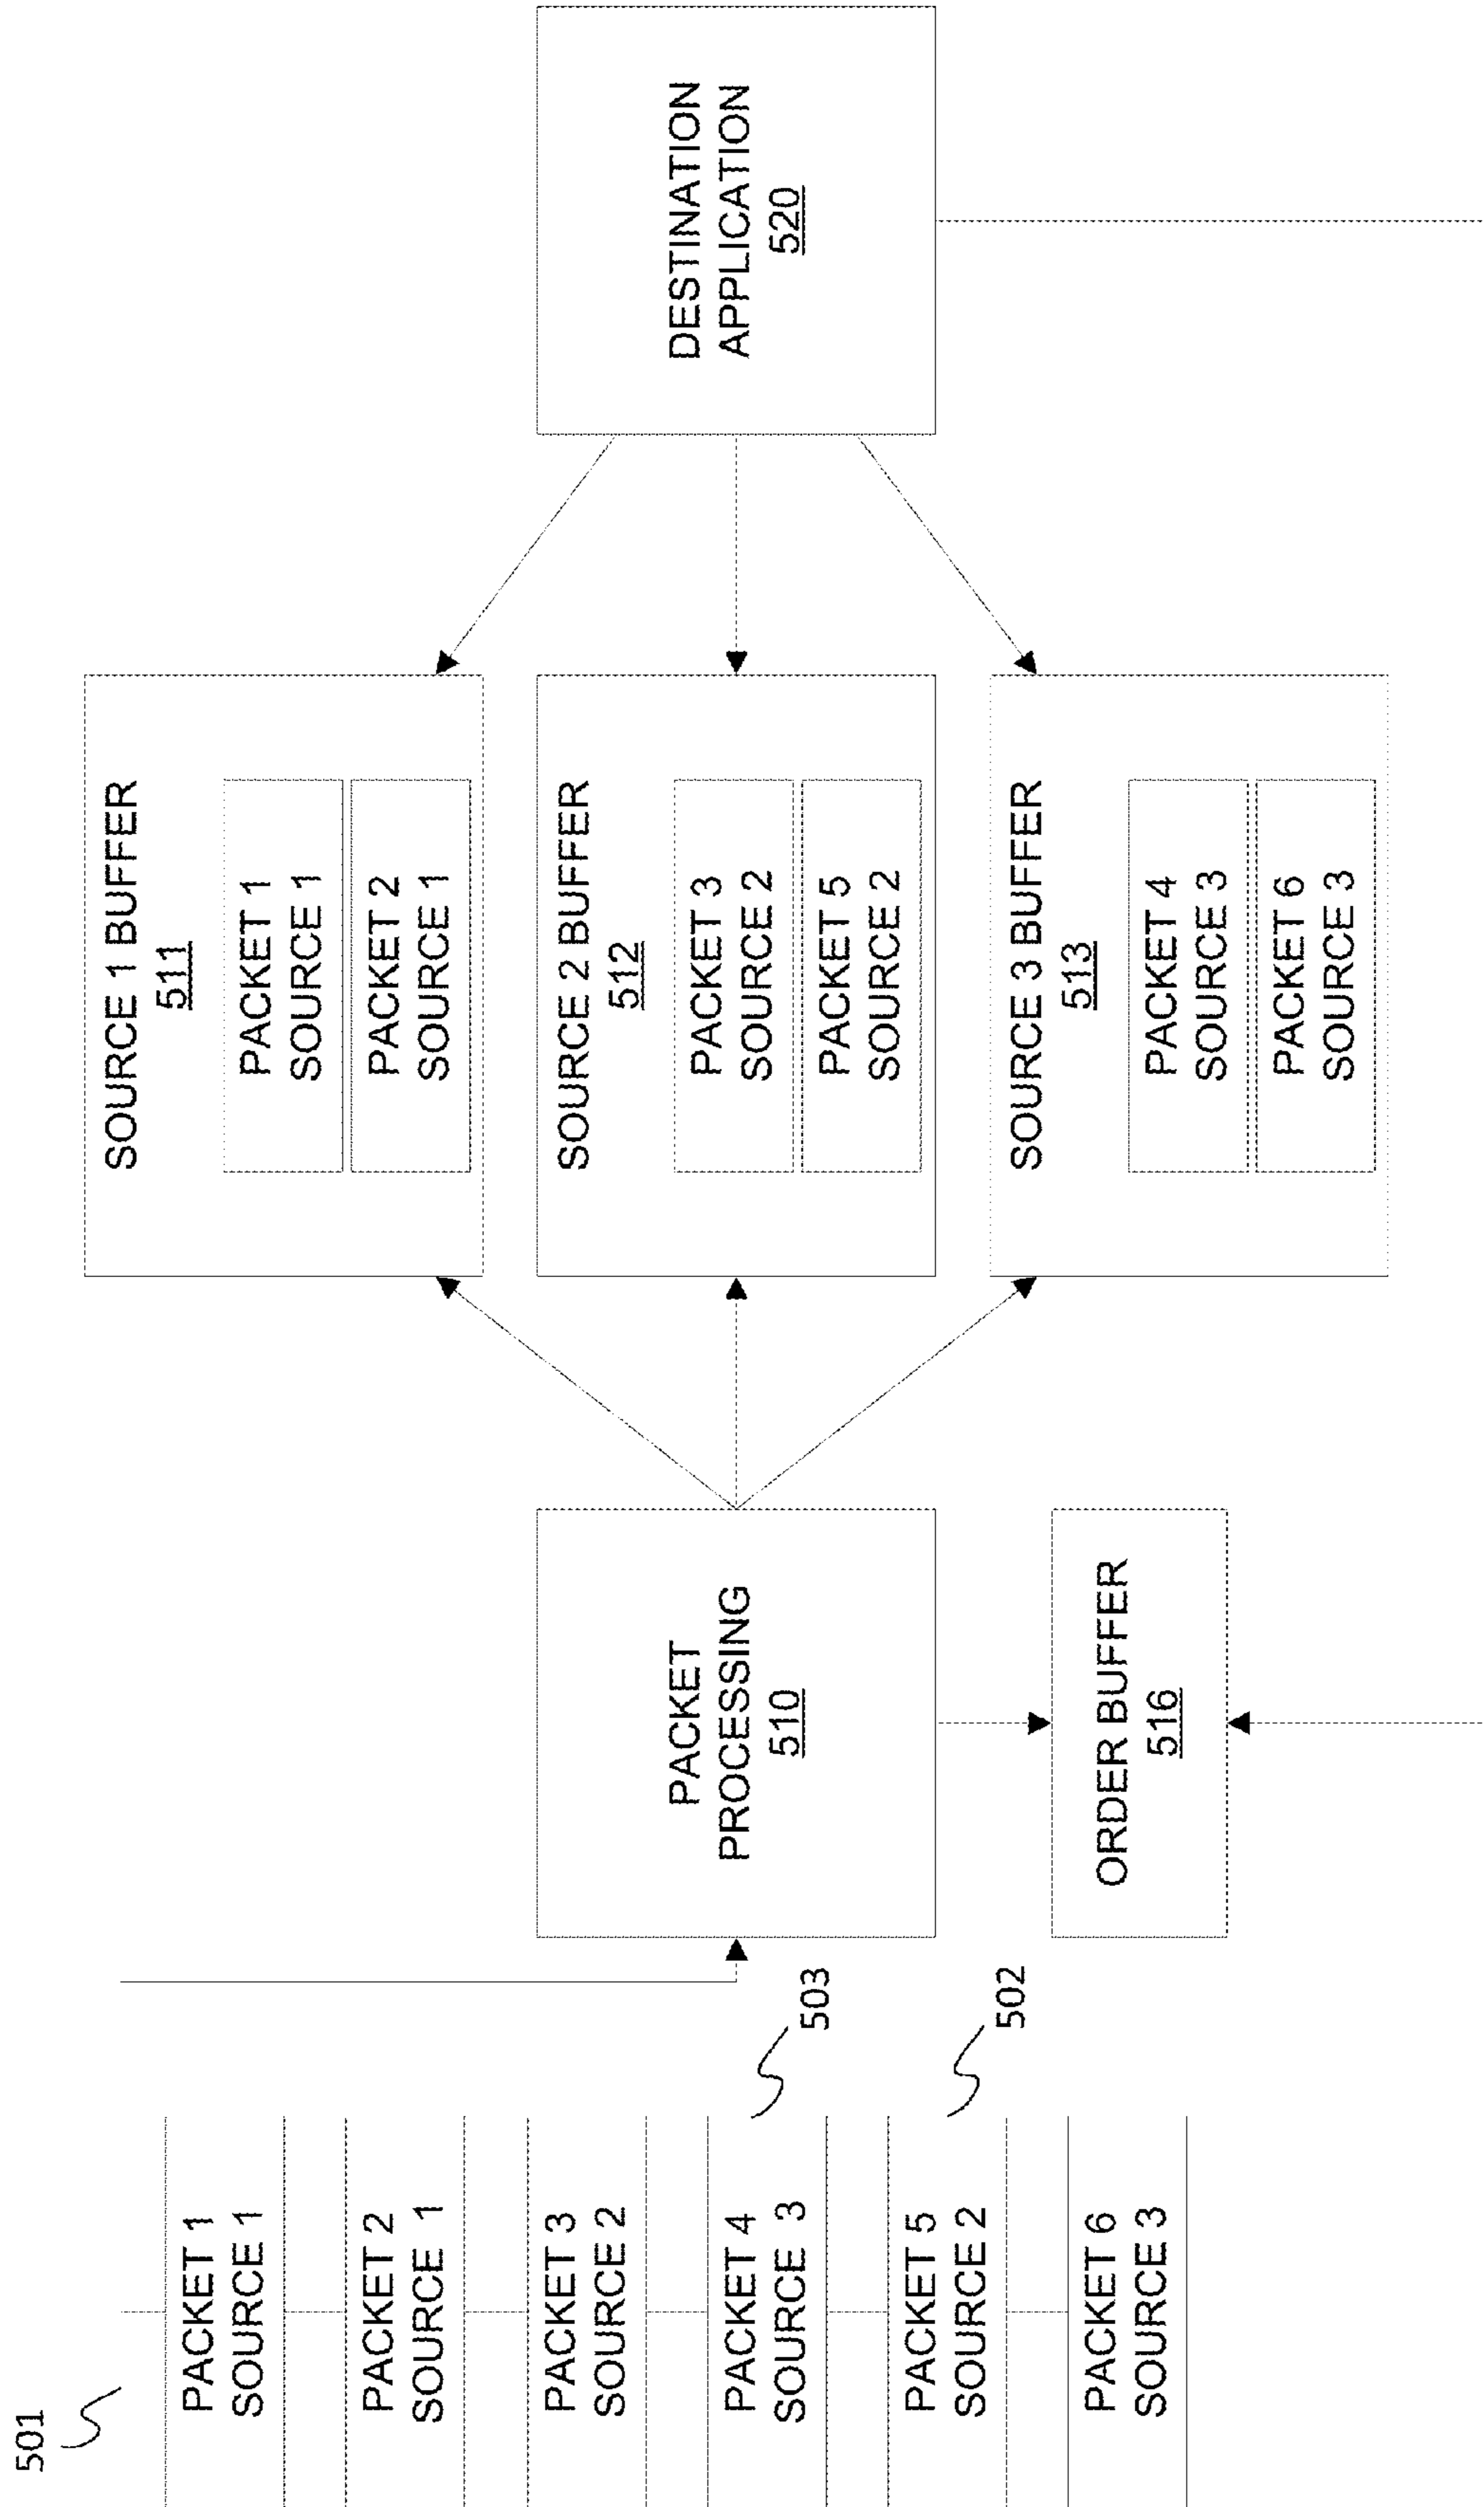 501
PACKET 1
SOURCE 1
PACKET 2
SOURCE 1
PACKET 3
SOURCE 2
PACKET 4
SOURCE 3
PACKET 5
SOURCE 2
PACKET 6
SOURCE 3
503
502
PACKET
PROCESSING
510
ORDER BUFFER
516
SOURCE 1 BUFFER
511
PACKET 1
SOURCE 1
PACKET 2
SOURCE 1
SOURCE 2 BUFFER
512
PACKET 3
SOURCE 2
PACKET 5
SOURCE 2
SOURCE 3 BUFFER
513
PACKET 4
SOURCE 3
PACKET 6
SOURCE 3
DESTINATION
APPLICATION
520